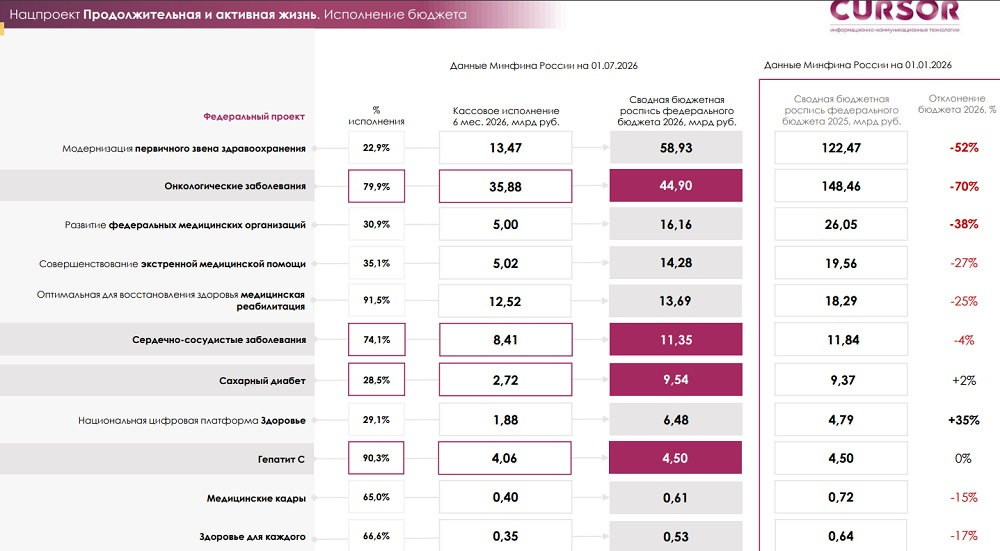 Нацпроект Продолжительная и активная жизнь. Исполнение бюджета
CURSOR
информационно-коммуникационные технологии
Данные Минфина России на 01.07.2026
Данные Минфина России на 01.01.2026
Федеральный проект
%
исполнения
Кассовое исполнение
6 мес. 2026, млрд руб.
Сводная бюджетная
роспись федерального
бюджета 2026, млрд руб.
Сводная бюджетная
роспись федерального
бюджета 2025, млрд руб.
Отклонение
бюджета 2026, %
Модернизация первичного звена здравоохранения 22,9% 13,47 58,93 122,47 -52%
Онкологические заболевания 79,9% 35,88 44,90 148,46 -70%
Развитие федеральных медицинских организаций 30,9% 5,00 16,16 26,05 -38%
Совершенствование экстренной медицинской помощи 35,1% 5,02 14,28 19,56 -27%
Оптимальная для восстановления здоровья медицинская
реабилитация 91,5% 12,52 13,69 18,29 -25%
Сердечно-сосудистые заболевания 74,1% 8,41 11,35 11,84 -4%
Сахарный диабет 28,5% 2,72 9,54 9,37 +2%
Национальная цифровая платформа Здоровье 29,1% 1,88 6,48 4,79 +35%
Гепатит С 90,3% 4,06 4,50 4,50 0%
Медицинские кадры 65,0% 0,40 0,61 0,72 -15%
Здоровье для каждого 66,6% 0,35 0,53 0,64 -17%